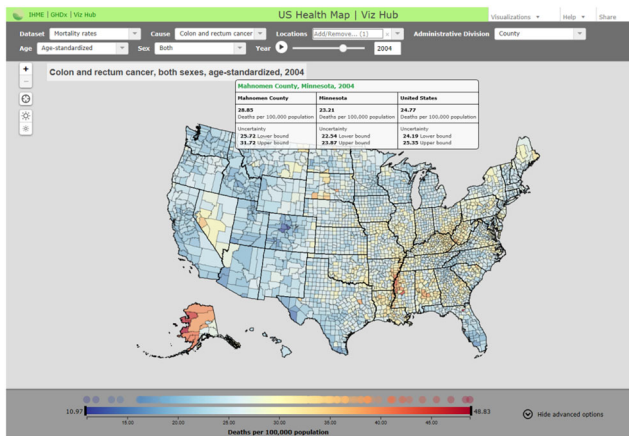 IHME | GHDx | Viz Hub
US Health Map | Viz Hub
Visualizations ▾ Help ▾ Share
Dataset Mortality rates Cause Colon and rectum cancer Locations Add/Remove... (1) × Administrative Division County
Age Age-standardized Sex Both Year 2004
+
−
Colon and rectum cancer, both sexes, age-standardized, 2004
Mahnomen County, Minnesota, 2004
Mahnomen County Minnesota United States
28.85 23.21 24.77
Deaths per 100,000 population Deaths per 100,000 population Deaths per 100,000 population
Uncertainty Uncertainty Uncertainty
25.72 Lower bound 22.54 Lower bound 24.19 Lower bound
31.72 Upper bound 23.87 Upper bound 25.35 Upper bound
10.97 48.83
15.00 20.00 25.00 30.00 35.00 40.00 45.00
Deaths per 100,000 population
Hide advanced options